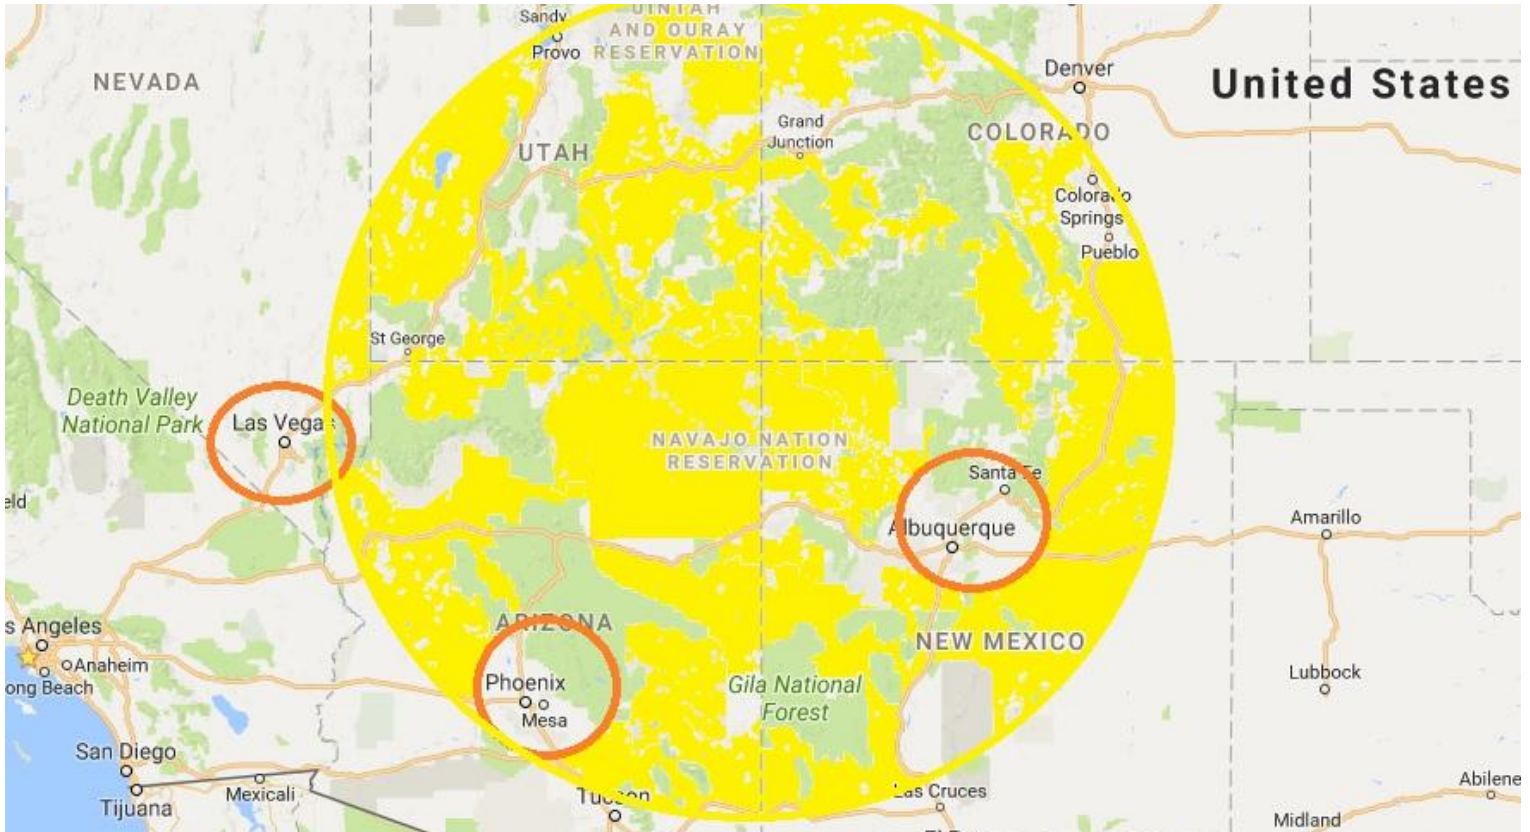 Sandy
UINTAH
AND OURAY
RESERVATION
Provo
NEVADA
Denver
United States
Grand
Junction
COLORADO
UTAH
Colorado
Springs
Pueblo
St George
Death Valley
National Park
Las Vegas
NAVAJO NATION
RESERVATION
Santa Fe
eld
Albuquerque
Amarillo
s Angeles
ARIZONA
NEW MEXICO
Anaheim
ong Beach
Phoenix
Mesa
Gila National
Forest
Lubbock
San Diego
Tijuana
Mexicali
Tucson
Las Cruces
Abilene
Midland